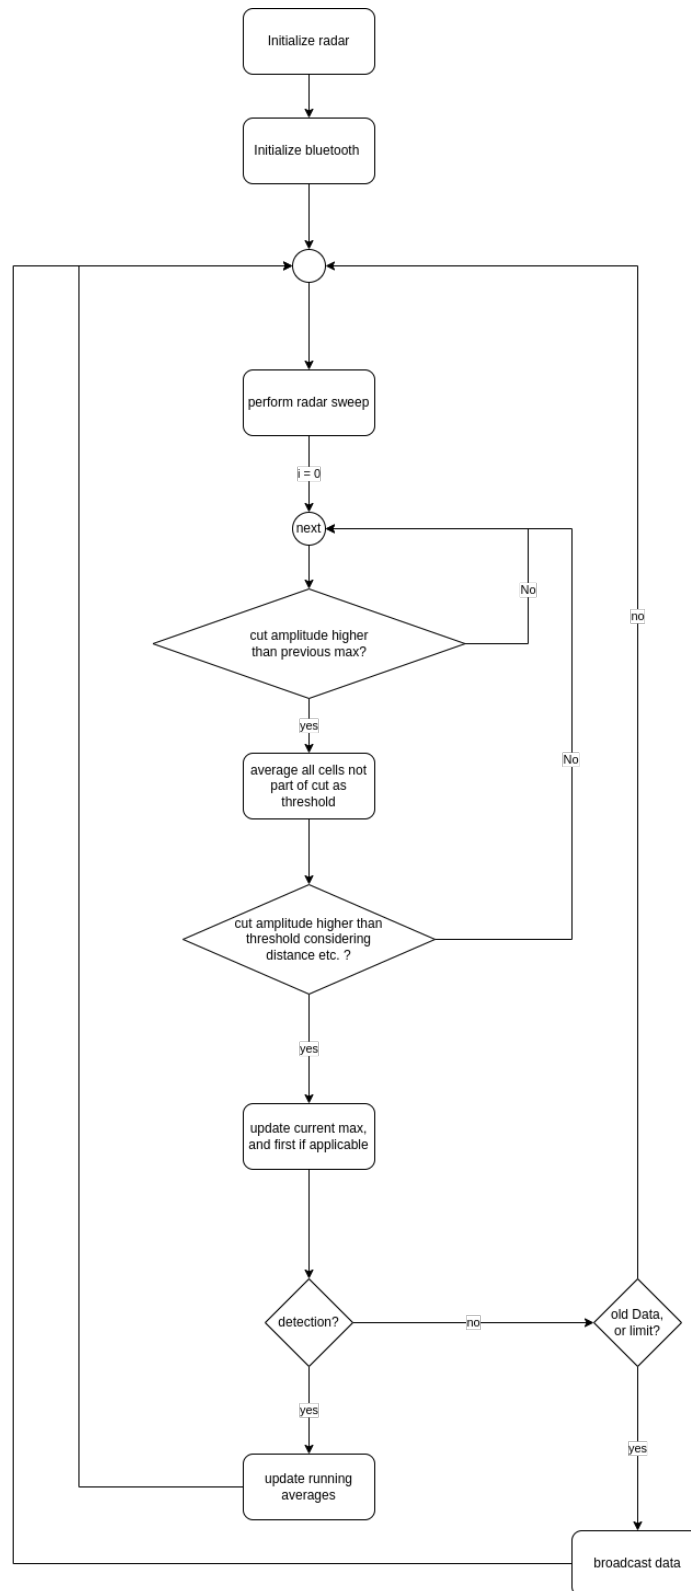 Initialize radar
Initialize bluetooth
perform radar sweep
i = 0
next
No
cut amplitude higher
than previous max?
no
yes
average all cells not
part of cut as
threshold
No
cut amplitude higher than
threshold considering
distance etc. ?
yes
update current max,
and first if applicable
detection?
no
old Data,
or limit?
yes
yes
update running
averages
broadcast data